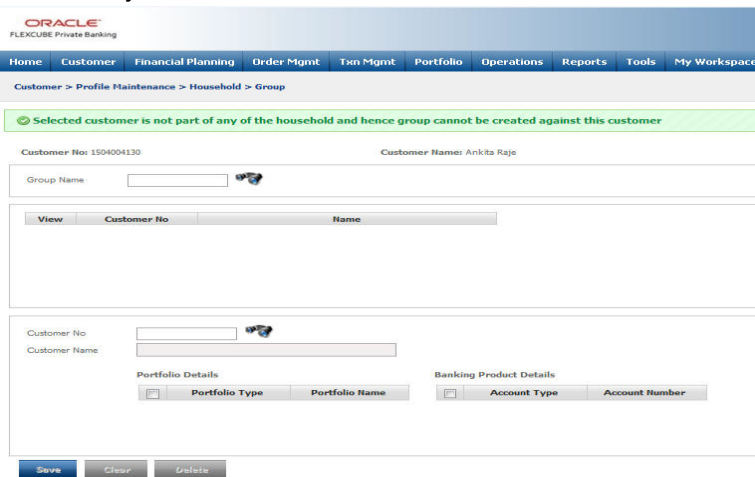 ORACLE
FLEXCUBE Private Banking
Home Customer Financial Planning Order Mgmt Txn Mgmt Portfolio Operations Reports Tools My Workspace
Customer > Profile Maintenance > Household > Group
Selected customer is not part of any of the household and hence group cannot be created against this customer
Customer No: 1504004130 Customer Name: Ankita Raje
Group Name
View Customer No Name
Customer No
Customer Name
Portfolio Details Banking Product Details
Portfolio Type Portfolio Name Account Type Account Number
Save Clear Delete